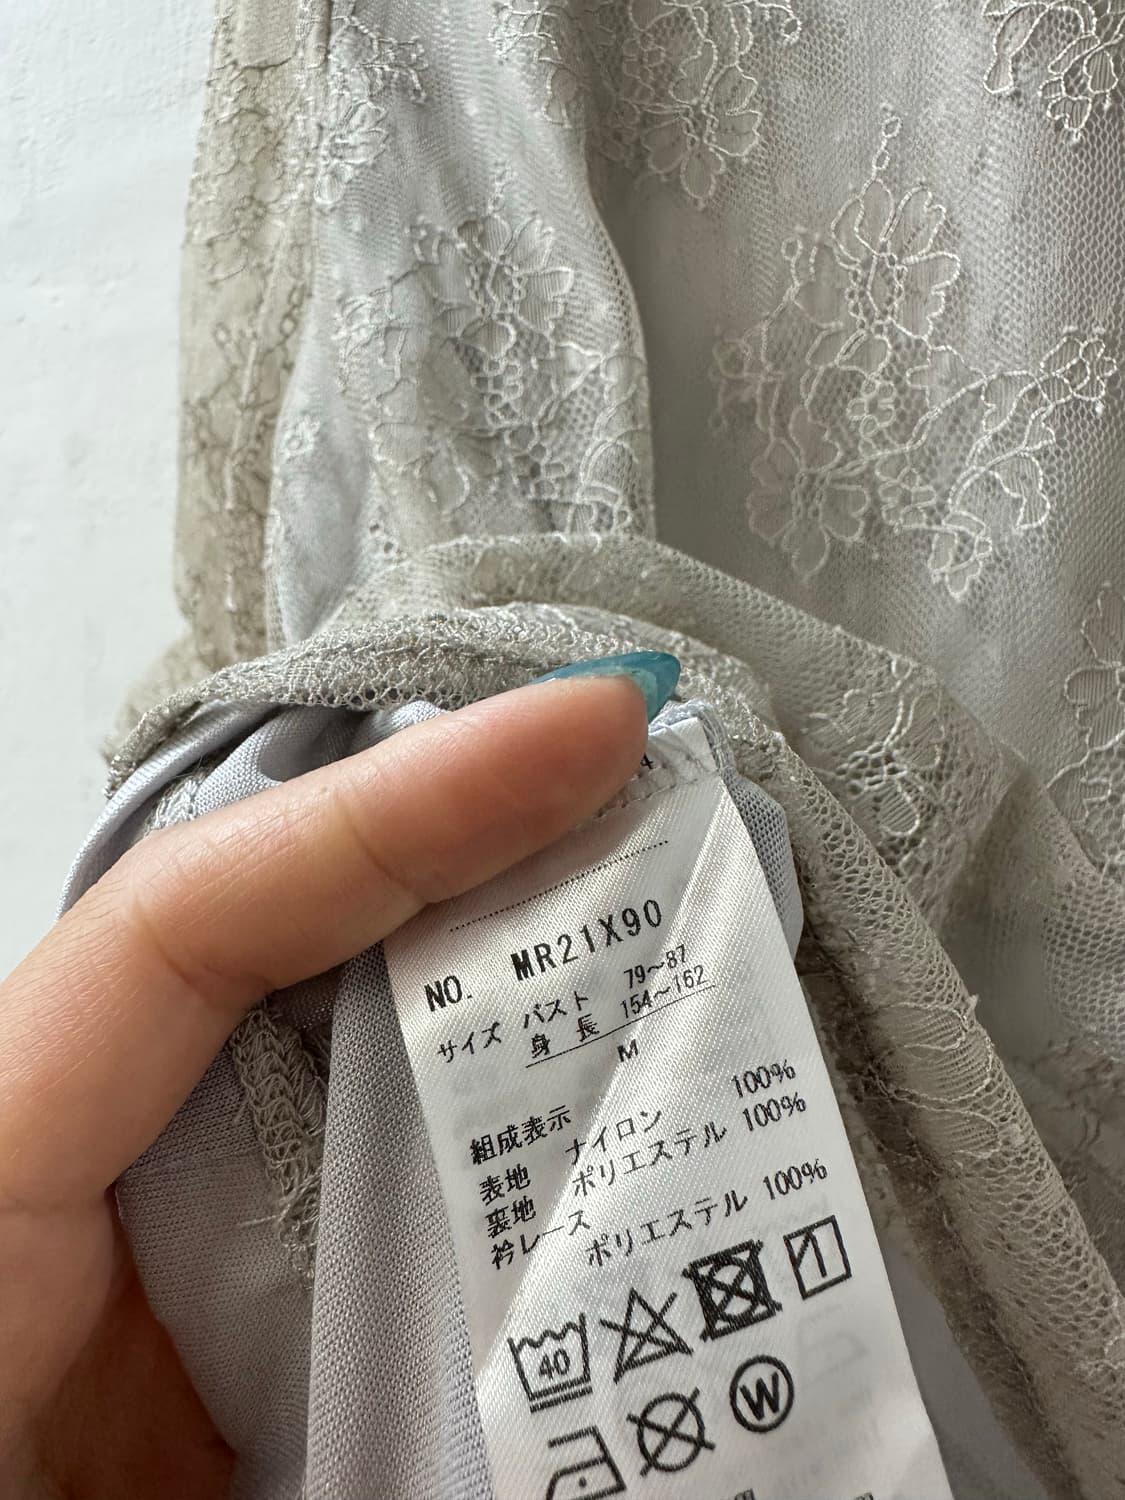 4
NO. MR21X90
サイズ バスト 79~87
身 長 154~162
M
組成表示
表地 ナイロン 100%
裏地 ポリエステル 100%
衿レース
ポリエステル 100%
40
W